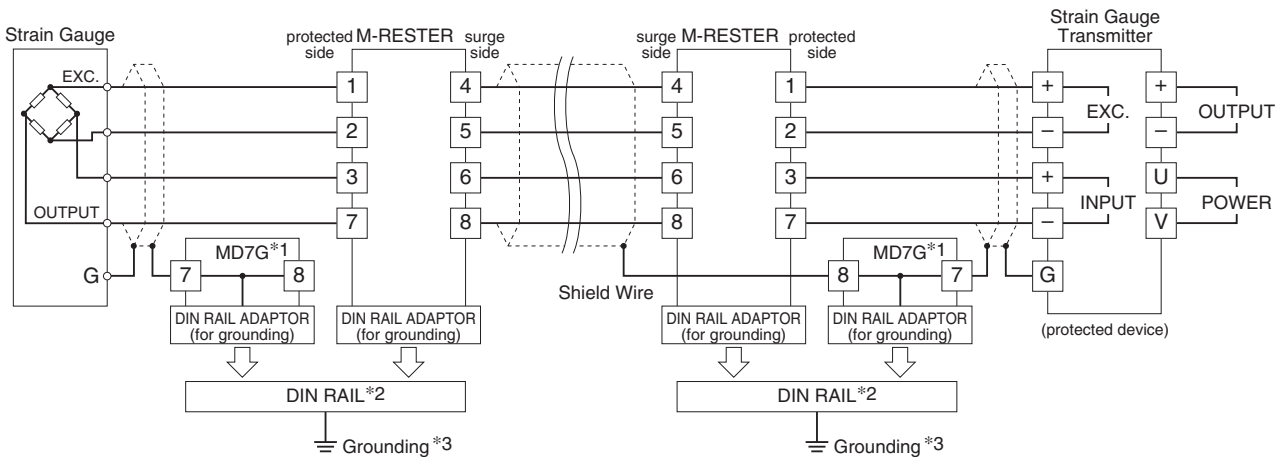 Strain Gauge
EXC.
OUTPUT
G
protected side
M-RESTER
surge side
1
2
3
7
4
5
6
8
MD7G*1
7
8
DIN RAIL ADAPTOR
(for grounding)
DIN RAIL ADAPTOR
(for grounding)
DIN RAIL*2
Grounding *3
Shield Wire
surge side
M-RESTER
protected side
4
5
6
8
1
2
3
7
MD7G*1
8
7
DIN RAIL ADAPTOR
(for grounding)
DIN RAIL ADAPTOR
(for grounding)
DIN RAIL*2
Grounding *3
Strain Gauge
Transmitter
+
–
EXC.
+
–
INPUT
G
+
–
OUTPUT
U
V
POWER
(protected device)